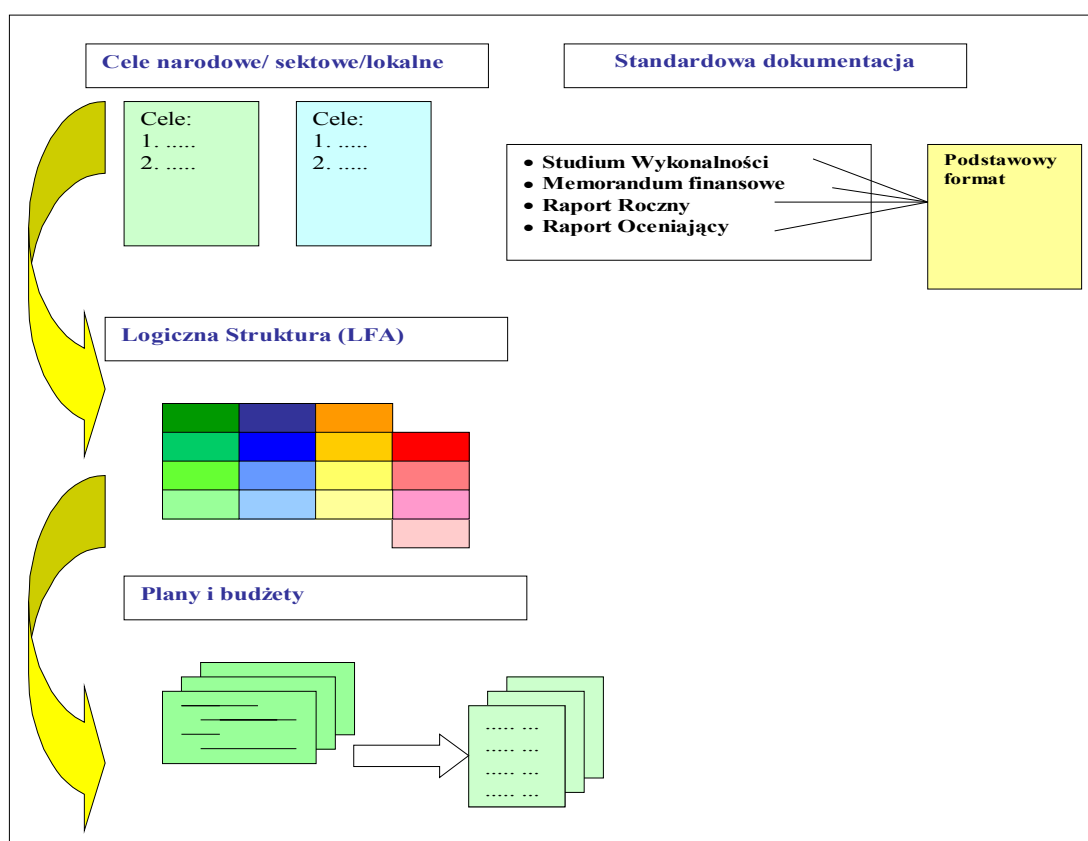 Cele narodowe/ sektowe/lokalne
Standardowa dokumentacja
Cele:
1. .....
2. .....
Cele:
1. .....
2. .....
• Studium Wykonalności
• Memorandum finansowe
• Raport Roczny
• Raport Oceniający
Podstawowy
format
Logiczna Struktura (LFA)
Plany i budżety